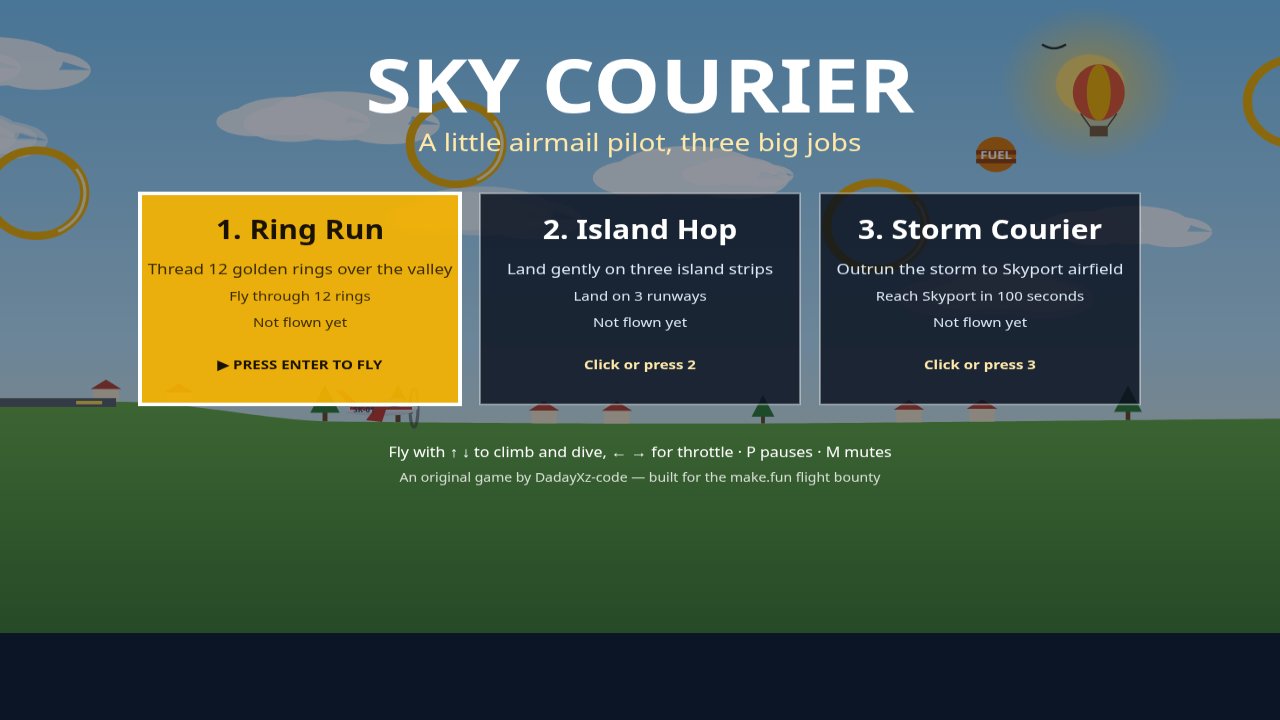 SKY COURIER
A little airmail pilot, three big jobs
FUEL
1. Ring Run
Thread 12 golden rings over the valley
Fly through 12 rings
Not flown yet
▶ PRESS ENTER TO FLY
2. Island Hop
Land gently on three island strips
Land on 3 runways
Not flown yet
Click or press 2
3. Storm Courier
Outrun the storm to Skyport airfield
Reach Skyport in 100 seconds
Not flown yet
Click or press 3
Fly with ↑ ↓ to climb and dive, ← → for throttle · P pauses · M mutes
An original game by DadayXz-code — built for the make.fun flight bounty